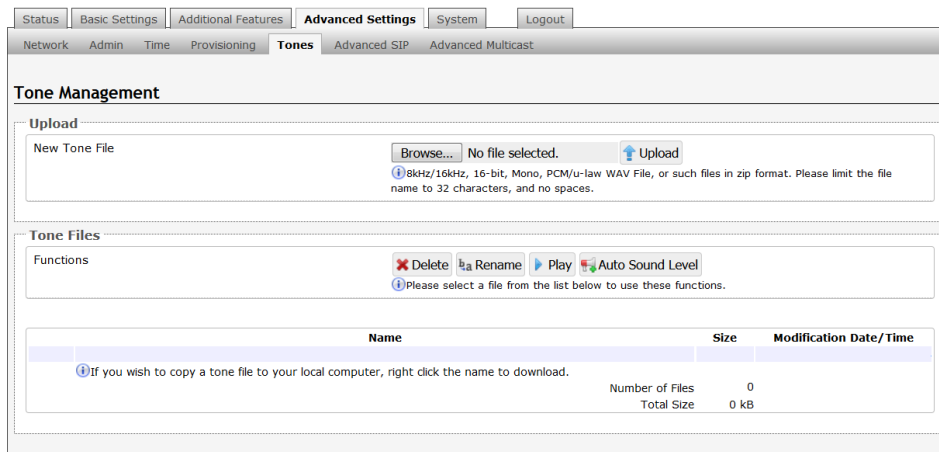 Status Basic Settings Additional Features Advanced Settings System Logout
Network Admin Time Provisioning Tones Advanced SIP Advanced Multicast
Tone Management
Upload
New Tone File
Browse... No file selected. Upload
8kHz/16kHz, 16-bit, Mono, PCM/u-law WAV File, or such files in zip format. Please limit the file
name to 32 characters, and no spaces.
Tone Files
Functions
Delete Rename Play Auto Sound Level
Please select a file from the list below to use these functions.
Name Size Modification Date/Time
If you wish to copy a tone file to your local computer, right click the name to download.
Number of Files 0
Total Size 0 kB